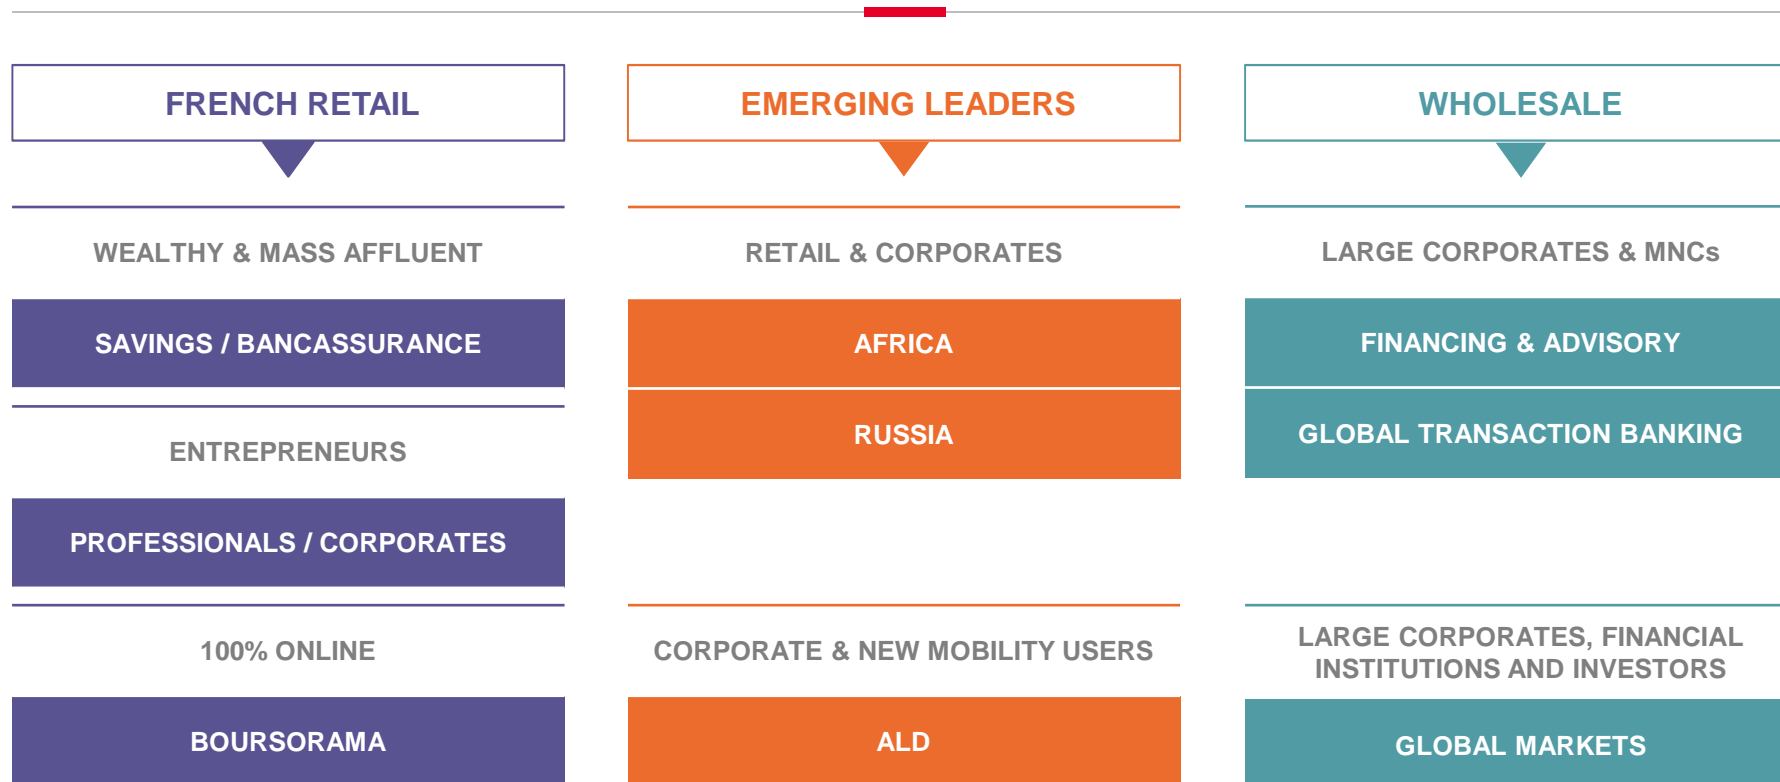 FRENCH RETAIL
WEALTHY & MASS AFFLUENT
SAVINGS / BANCASSURANCE
ENTREPRENEURS
PROFESSIONALS / CORPORATES
100% ONLINE
BOURSORAMA
EMERGING LEADERS
RETAIL & CORPORATES
AFRICA
RUSSIA
CORPORATE & NEW MOBILITY USERS
ALD
WHOLESALE
LARGE CORPORATES & MNCs
FINANCING & ADVISORY
GLOBAL TRANSACTION BANKING
LARGE CORPORATES, FINANCIAL
INSTITUTIONS AND INVESTORS
GLOBAL MARKETS